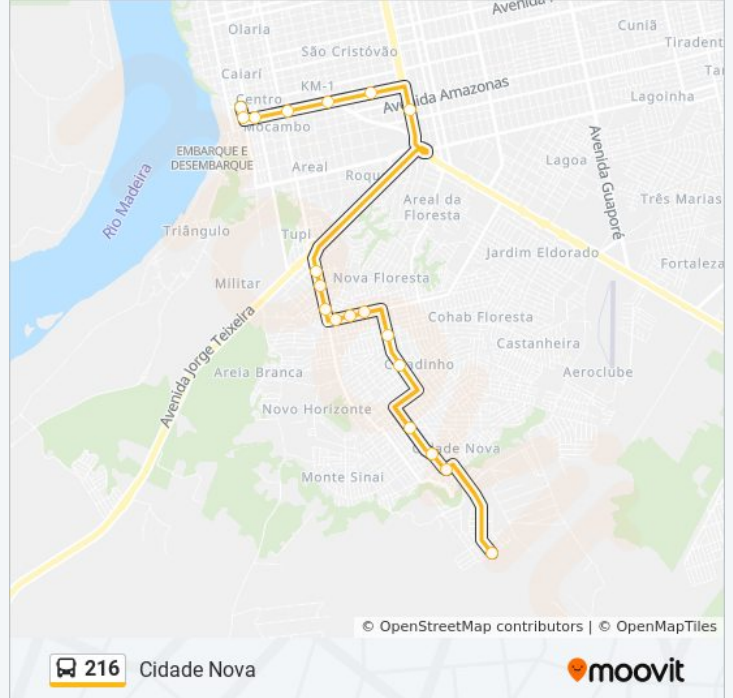 Avenida
Olaria
Cuniã
São Cristóvão
Tiradent
Caiarí
KM-1
Centro
Avenida Amazonas
Lagoinha
Mocambo
EMBARQUE E
DESEMBARQUE
Areal
Roqu
Lagoa
Avenida Guaporé
Rio Madeira
Areal da
Floresta
Três Marias
Triângulo
Tupi
Jardim Eldorado
Militar
Nova Floresta
Fortaleza
Cohab Floresta
Avenida Jorge Teixeira
Castanheira
Areia Branca
Aeroclube
Novo Horizonte
Cidade Nova
Monte Sinai
© OpenStreetMap contributors | © OpenMapTiles
216 Cidade Nova
moovit